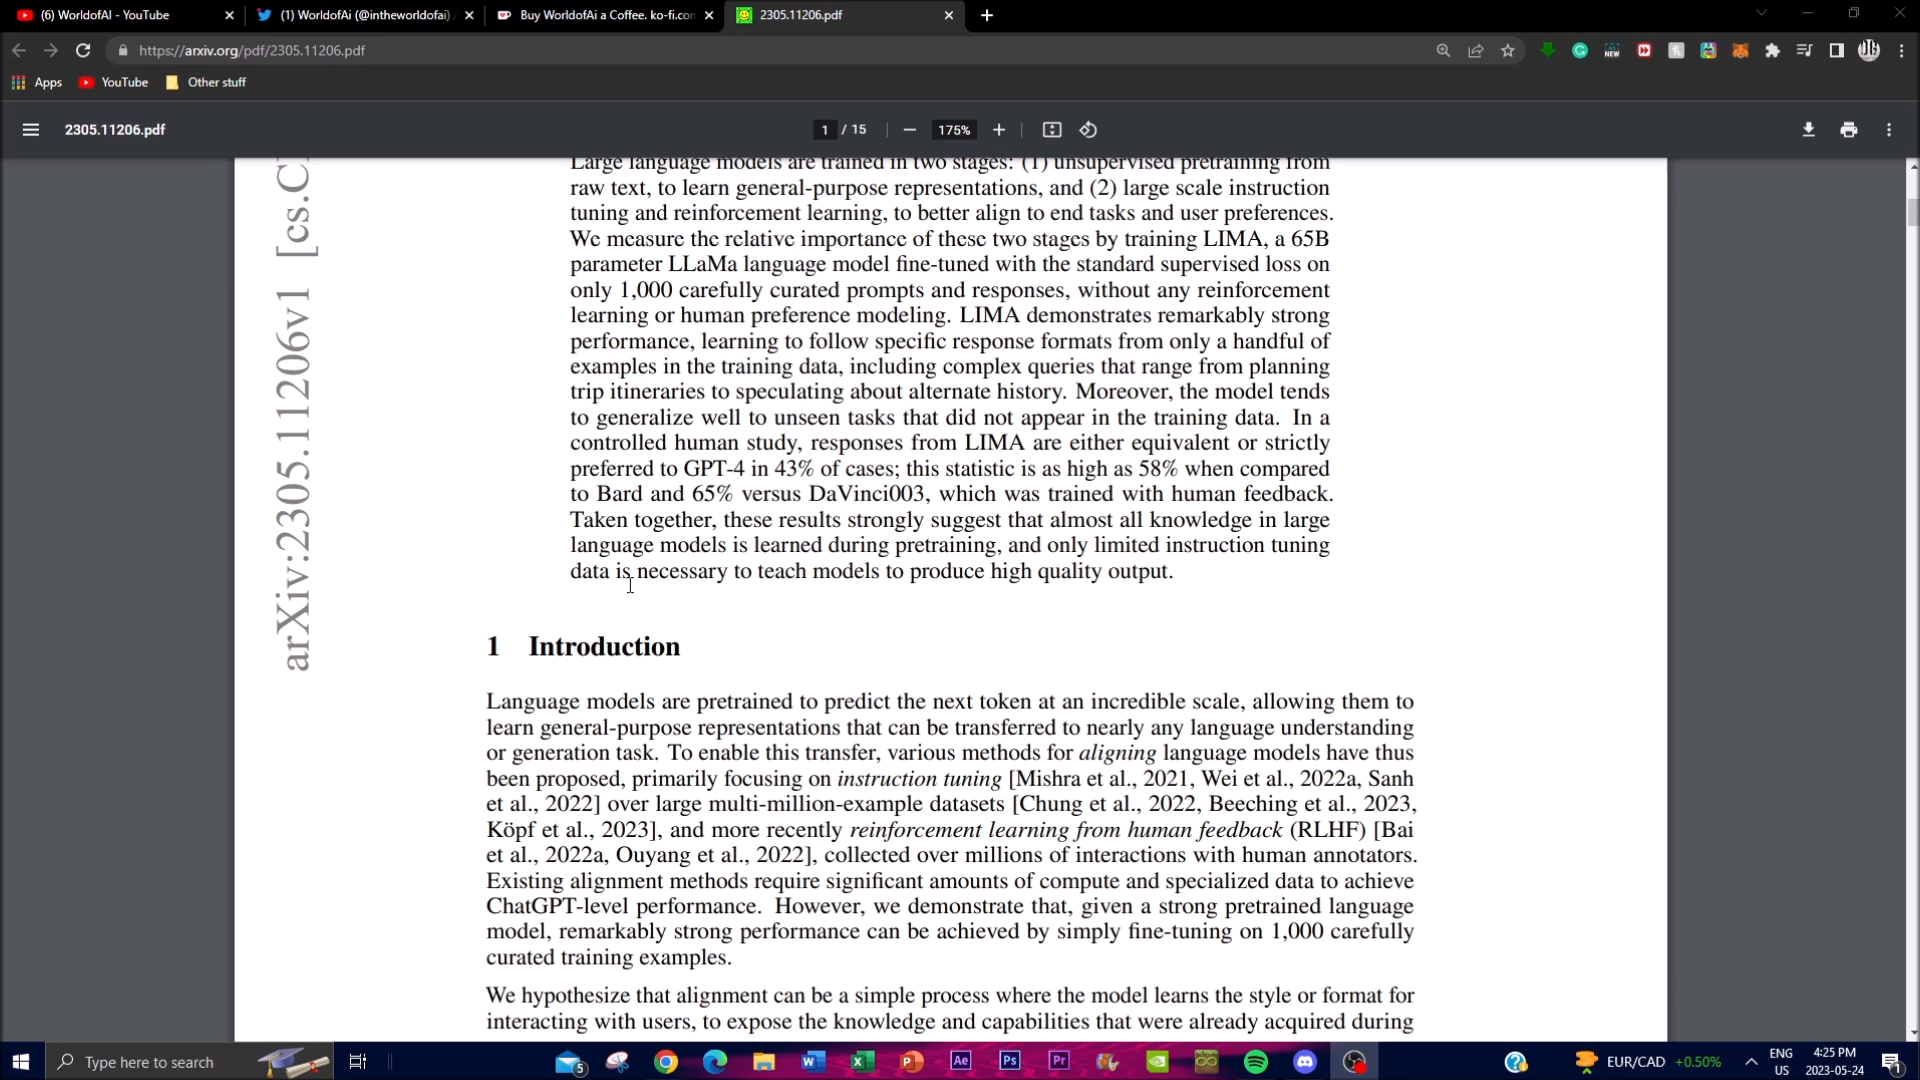 (6) WorldofAI - YouTube
(1) WorldofAi (@intheworldofai)
Buy WorldofAi a Coffee. ko-fi.com
2305.11206.pdf
https://arxiv.org/pdf/2305.11206.pdf
NEW
Apps
YouTube
Other stuff
2305.11206.pdf
1 / 15
175%
arXiv:2305.11206v1 [cs.C
Large language models are trained in two stages: (1) unsupervised pretraining from
raw text, to learn general-purpose representations, and (2) large scale instruction
tuning and reinforcement learning, to better align to end tasks and user preferences.
We measure the relative importance of these two stages by training LIMA, a 65B
parameter LLaMa language model fine-tuned with the standard supervised loss on
only 1,000 carefully curated prompts and responses, without any reinforcement
learning or human preference modeling. LIMA demonstrates remarkably strong
performance, learning to follow specific response formats from only a handful of
examples in the training data, including complex queries that range from planning
trip itineraries to speculating about alternate history. Moreover, the model tends
to generalize well to unseen tasks that did not appear in the training data. In a
controlled human study, responses from LIMA are either equivalent or strictly
preferred to GPT-4 in 43% of cases; this statistic is as high as 58% when compared
to Bard and 65% versus DaVinci003, which was trained with human feedback.
Taken together, these results strongly suggest that almost all knowledge in large
language models is learned during pretraining, and only limited instruction tuning
data is necessary to teach models to produce high quality output.
1 Introduction
Language models are pretrained to predict the next token at an incredible scale, allowing them to
learn general-purpose representations that can be transferred to nearly any language understanding
or generation task. To enable this transfer, various methods for aligning language models have thus
been proposed, primarily focusing on instruction tuning [Mishra et al., 2021, Wei et al., 2022a, Sanh
et al., 2022] over large multi-million-example datasets [Chung et al., 2022, Beeching et al., 2023,
Köpf et al., 2023], and more recently reinforcement learning from human feedback (RLHF) [Bai
et al., 2022a, Ouyang et al., 2022], collected over millions of interactions with human annotators.
Existing alignment methods require significant amounts of compute and specialized data to achieve
ChatGPT-level performance. However, we demonstrate that, given a strong pretrained language
model, remarkably strong performance can be achieved by simply fine-tuning on 1,000 carefully
curated training examples.
We hypothesize that alignment can be a simple process where the model learns the style or format for
interacting with users, to expose the knowledge and capabilities that were already acquired during
Type here to search
5
Ae
Ps
Pr
EUR/CAD +0.50%
ENG
US
4:25 PM
2023-05-24
1